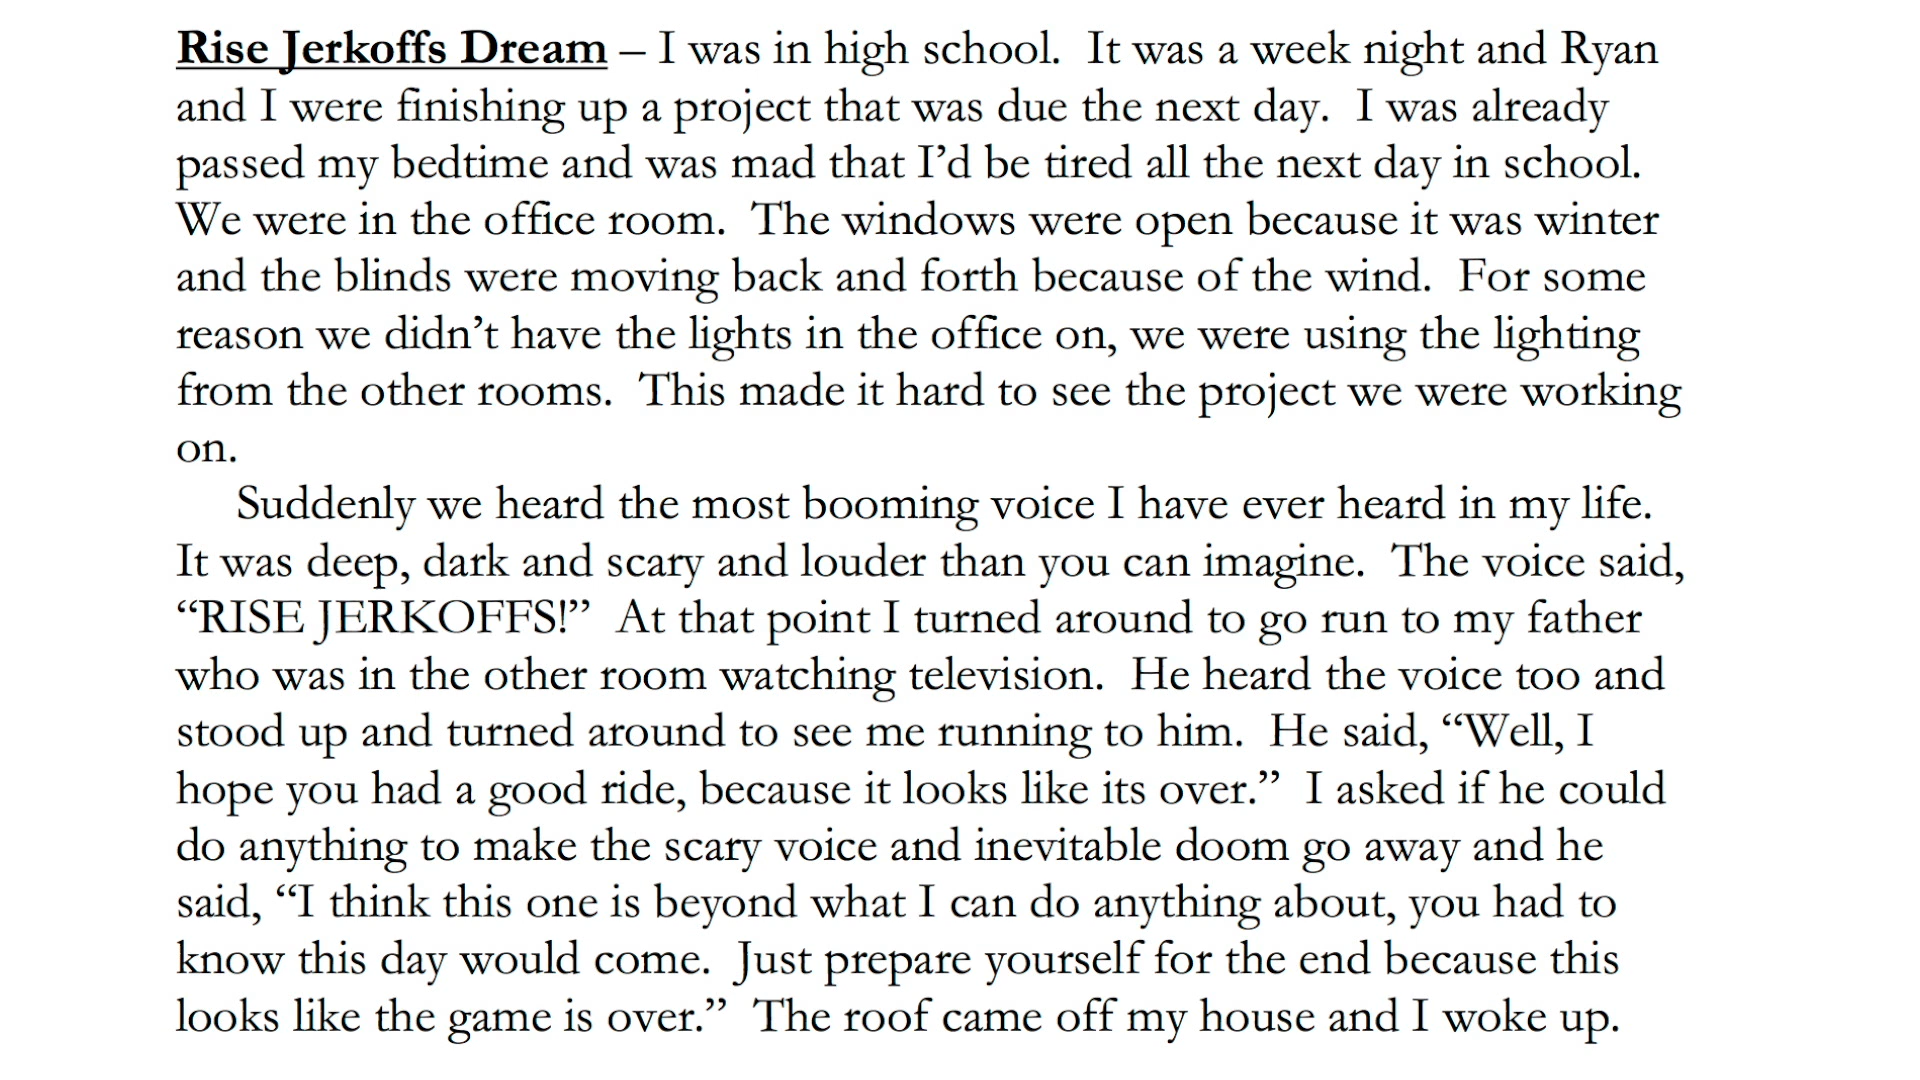 Rise Jerkoffs Dream – I was in high school.  It was a week night and Ryan
and I were finishing up a project that was due the next day.  I was already
passed my bedtime and was mad that I’d be tired all the next day in school.
We were in the office room.  The windows were open because it was winter
and the blinds were moving back and forth because of the wind.  For some
reason we didn’t have the lights in the office on, we were using the lighting
from the other rooms.  This made it hard to see the project we were working
on.
Suddenly we heard the most booming voice I have ever heard in my life.
It was deep, dark and scary and louder than you can imagine.  The voice said,
“RISE JERKOFFS!”  At that point I turned around to go run to my father
who was in the other room watching television.  He heard the voice too and
stood up and turned around to see me running to him.  He said, “Well, I
hope you had a good ride, because it looks like its over.”  I asked if he could
do anything to make the scary voice and inevitable doom go away and he
said, “I think this one is beyond what I can do anything about, you had to
know this day would come.  Just prepare yourself for the end because this
looks like the game is over.”  The roof came off my house and I woke up.